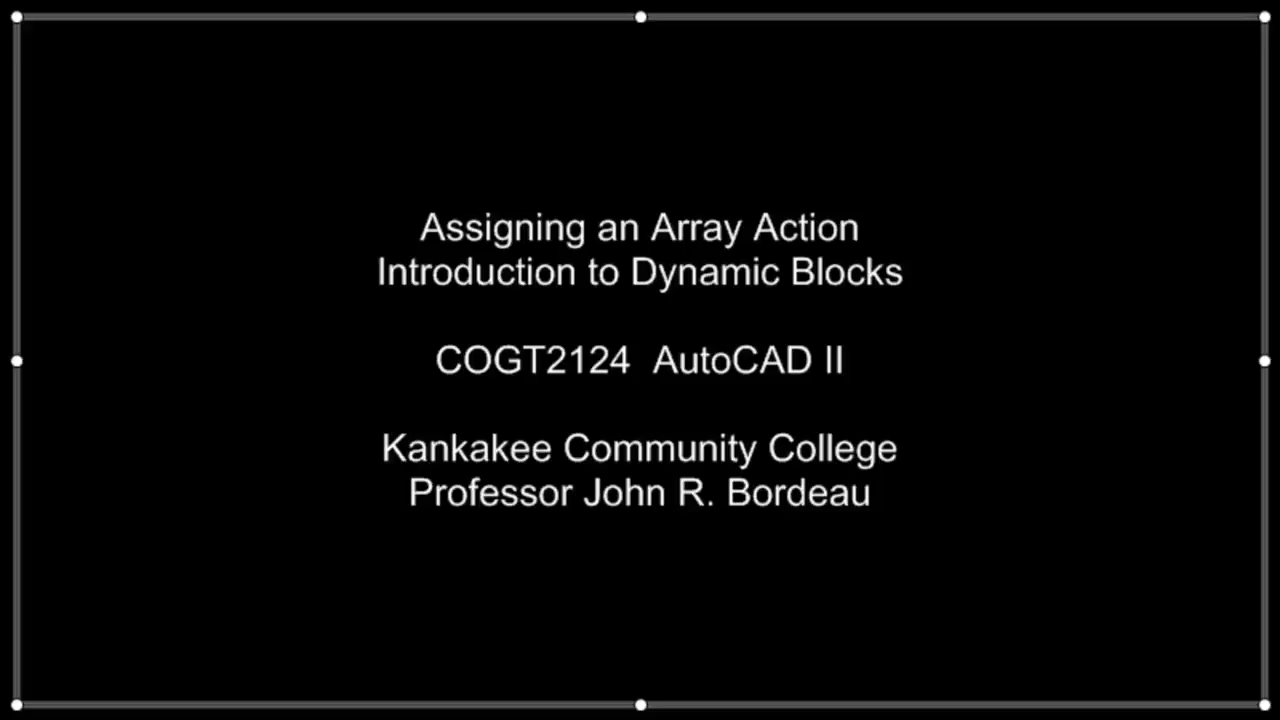 Assigning an Array Action
Introduction to Dynamic Blocks
COGT2124 AutoCAD II
Kankakee Community College
Professor John R. Bordeau